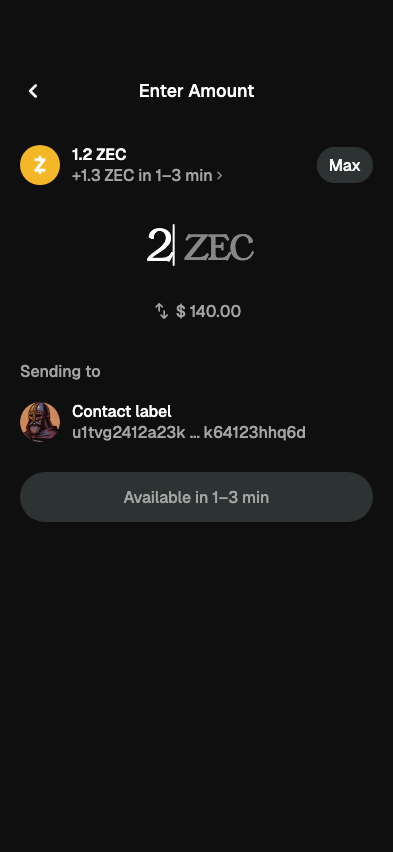 Enter Amount
1.2 ZEC
+1.3 ZEC in 1–3 min
Max
2 ZEC
$ 140.00
Sending to
Contact label
u1tvg2412a23k ... k64123hhq6d
Available in 1–3 min